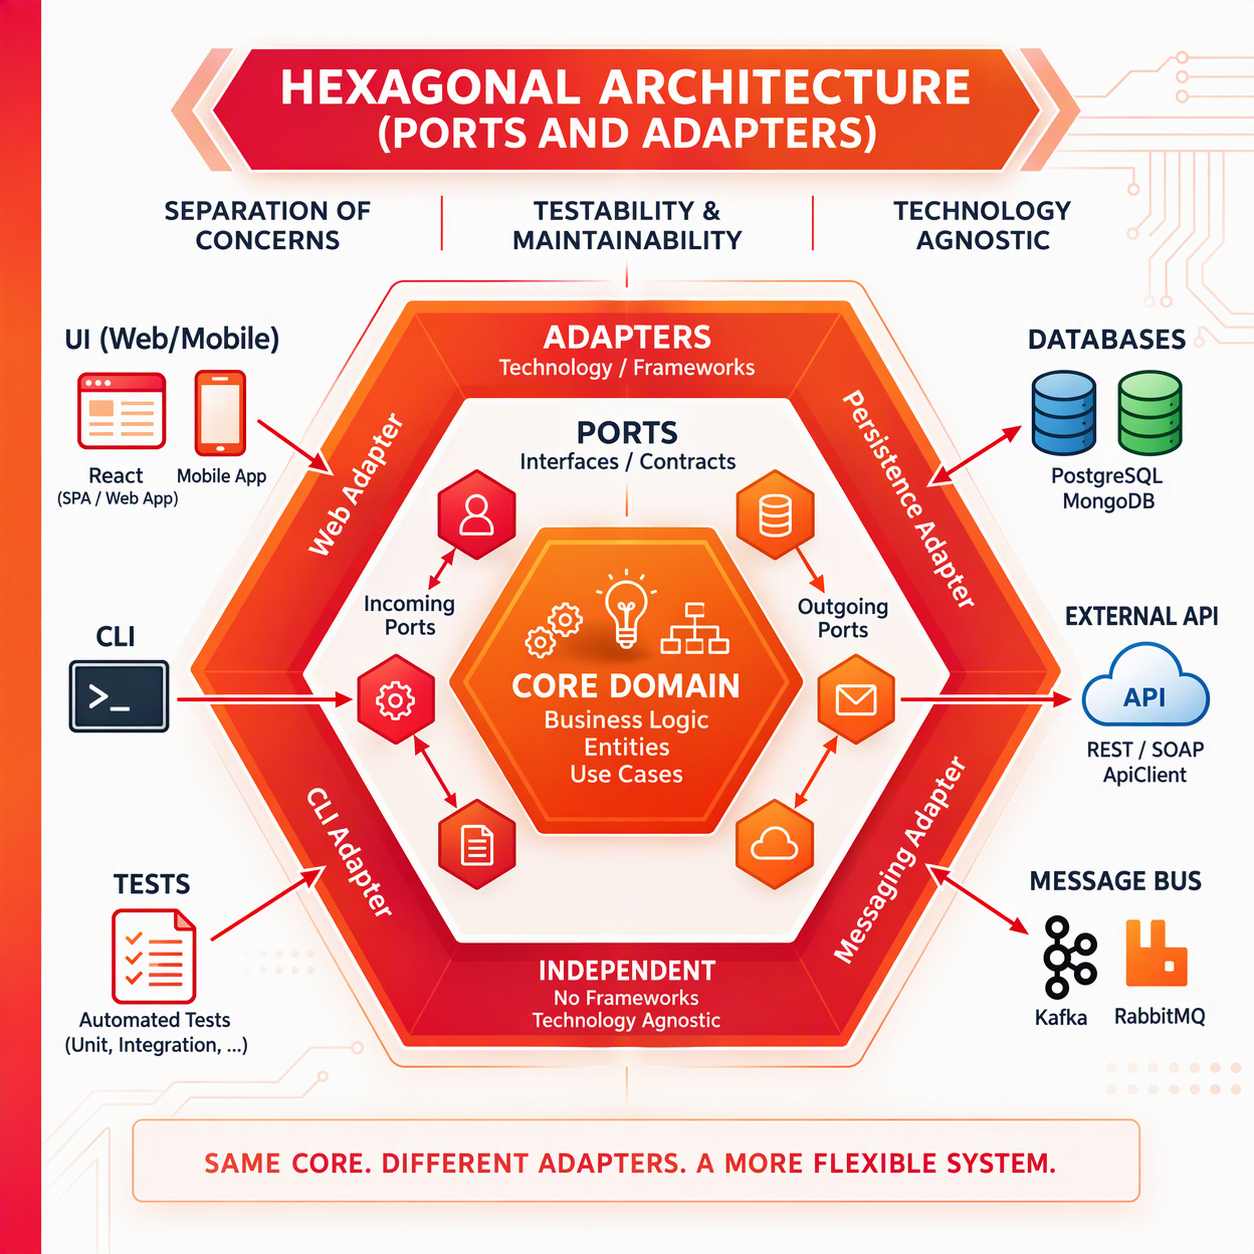 HEXAGONAL ARCHITECTURE
(PORTS AND ADAPTERS)
SEPARATION OF
CONCERNS
TESTABILITY &
MAINTAINABILITY
TECHNOLOGY
AGNOSTIC
ADAPTERS
Technology / Frameworks
UI (Web/Mobile)
React
(SPA / Web App)
Mobile App
Web Adapter
PORTS
Interfaces / Contracts
Persistence Adapter
DATABASES
PostgreSQL
MongoDB
Incoming
Ports
Outgoing
Ports
CLI
>_
CORE DOMAIN
Business Logic
Entities
Use Cases
EXTERNAL API
API
REST / SOAP
ApiClient
CLI Adapter
Messaging Adapter
TESTS
Automated Tests
(Unit, Integration, ...)
INDEPENDENT
No Frameworks
Technology Agnostic
MESSAGE BUS
Kafka
RabbitMQ
SAME CORE. DIFFERENT ADAPTERS. A MORE FLEXIBLE SYSTEM.